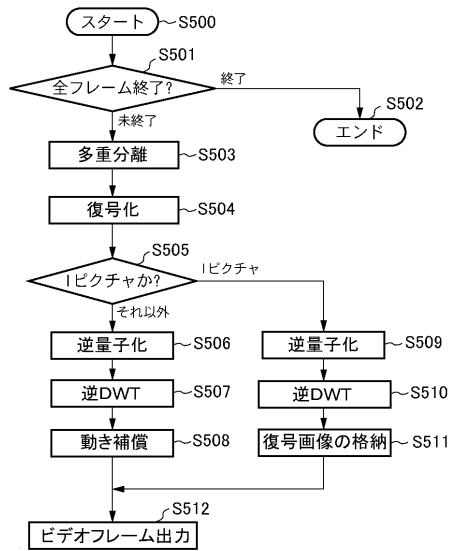 スタート S500
S501
全フレーム終了? 終了
S502
エンド
未終了
多重分離 S503
復号化 S504
S505
Iピクチャか? Iピクチャ
それ以外
逆量子化 S506 逆量子化 S509
逆DWT S507 逆DWT S510
動き補償 S508 復号画像の格納 S511
S512
ビデオフレーム出力